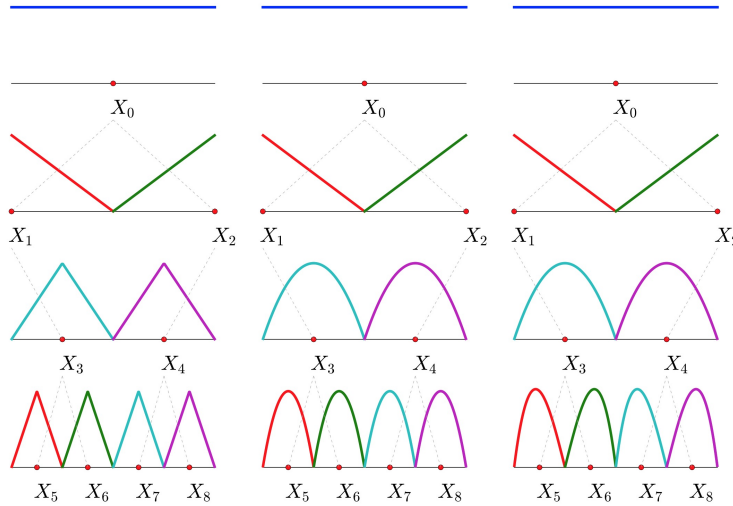 X₀ X₀ X₀
X₁ X₂ X₁ X₂ X₁ X₂
X₃ X₄ X₃ X₄ X₃ X₄
X₅ X₆ X₇ X₈ X₅ X₆ X₇ X₈ X₅ X₆ X₇ X₈